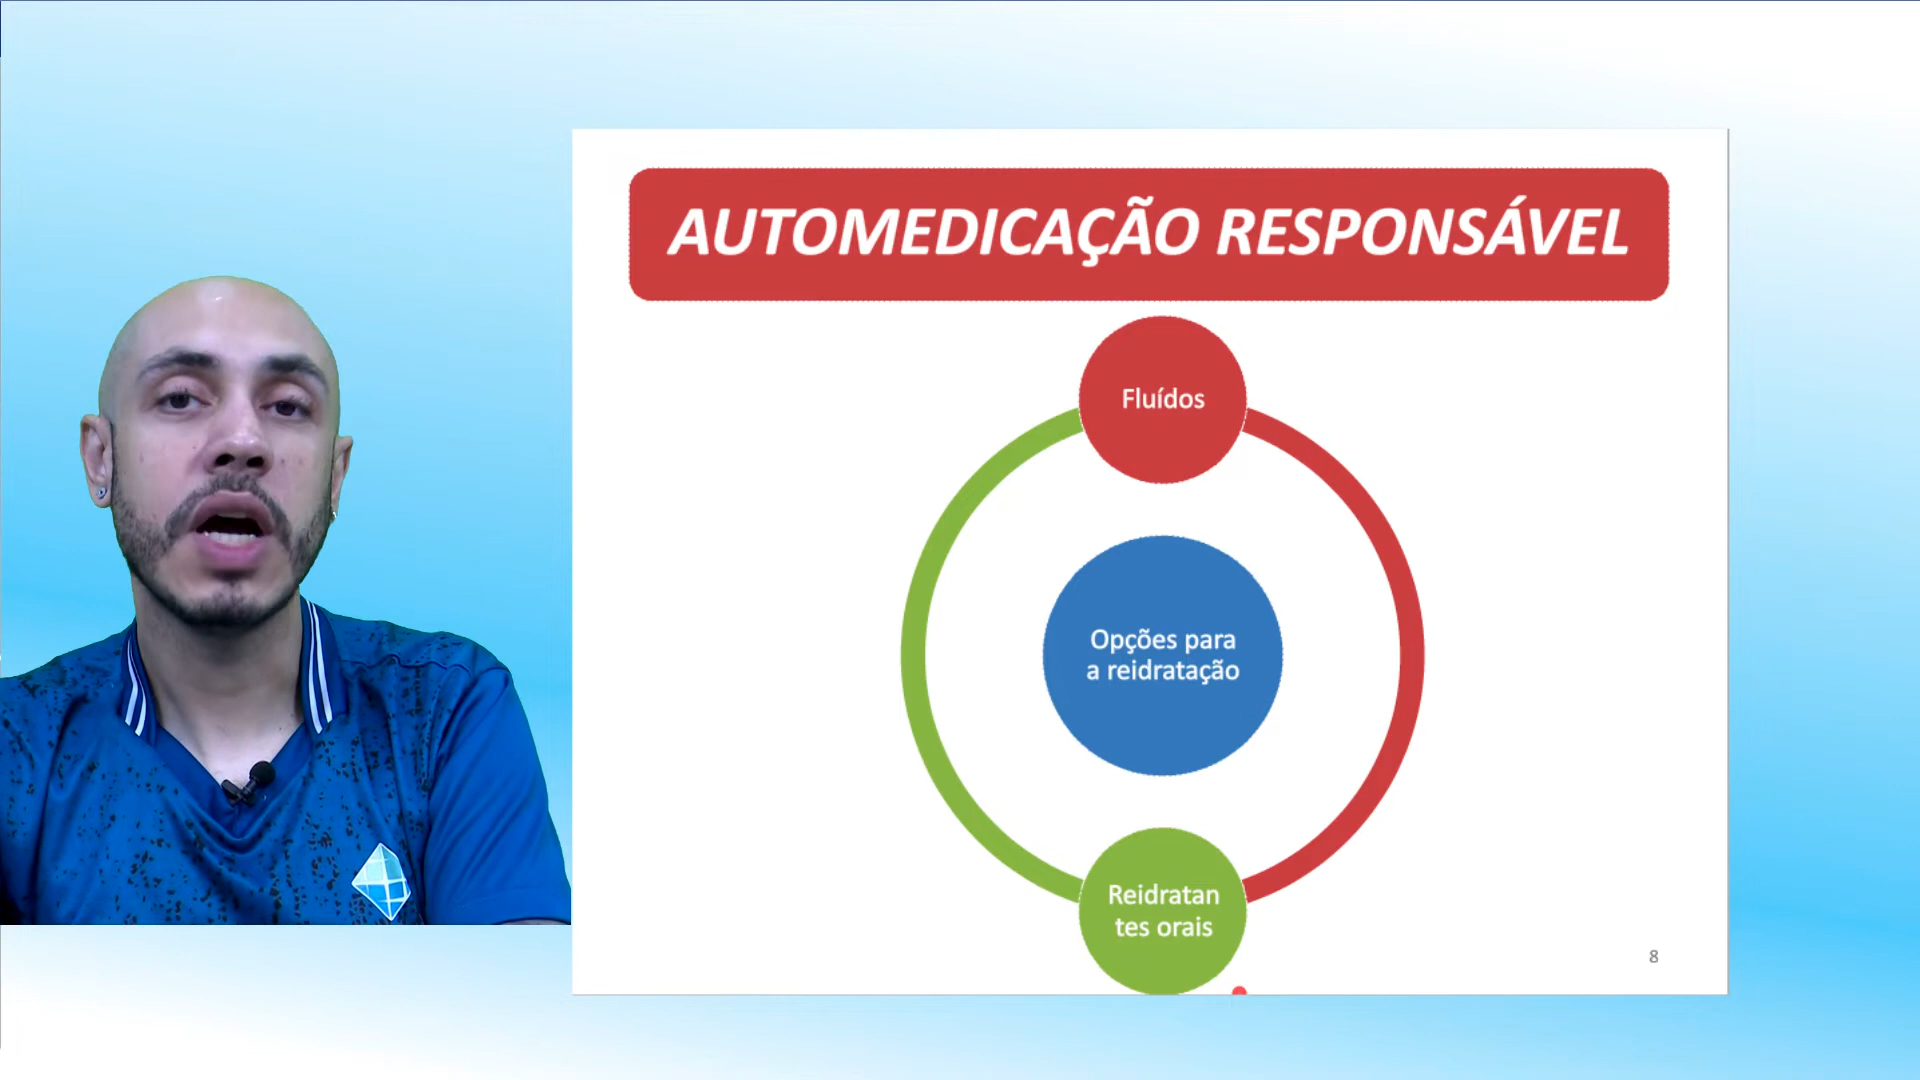 AUTOMEDICAÇÃO RESPONSÁVEL
Fluídos
Opções para
a reidratação
Reidratan
tes orais
8